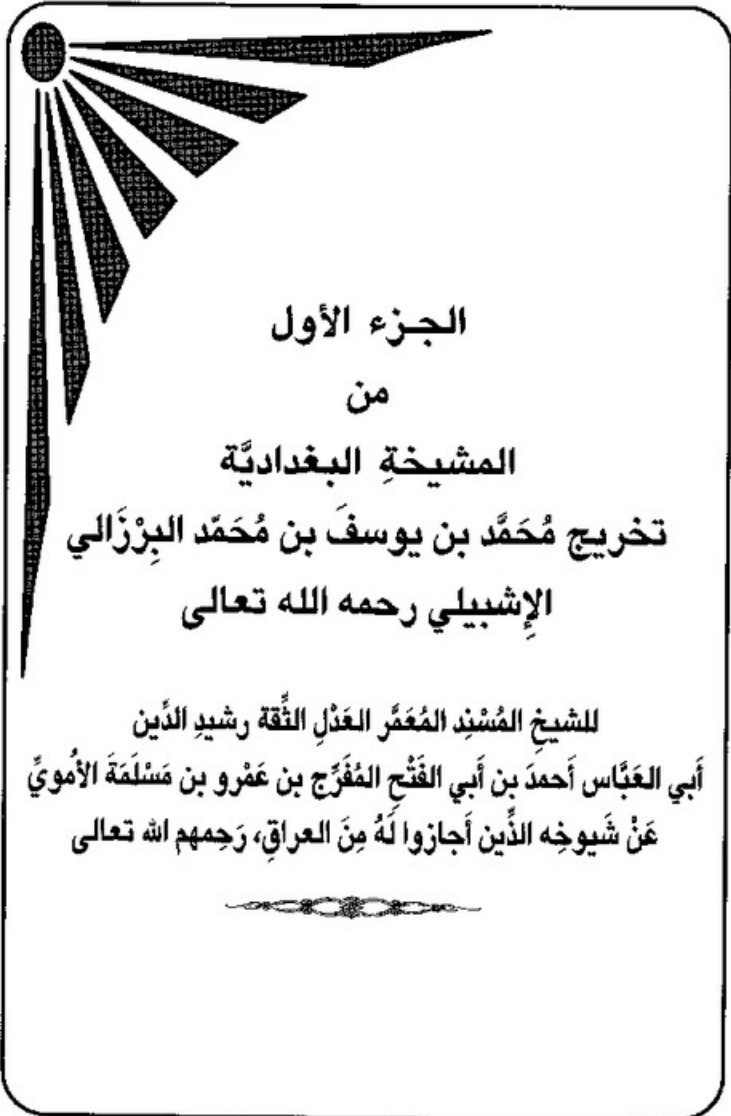 الجزء الأول
من
المشيخةِ البغداديَّة
تخريج مُحَمَّد بن يوسفَ بن مُحَمّد البِرْزَالي
الإِشبيلي رحمه الله تعالى
للشيخِ المُسْنِد المُعَمَّر العَدْلِ الثِّقة رشيدِ الدِّين
أَبي العَبَّاس أَحمدَ بن أَبي الفَتْحِ المُفَرِّج بن عَمْرو بن مَسْلَمَةَ الأُمويِّ
عَنْ شَيوخِه الذِّين أَجازوا لَهُ مِنَ العراقِ، رَحِمهم الله تعالى